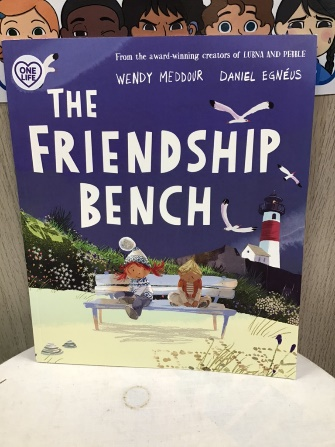 ONE
LIFE
From the award-winning creators of LUBNA AND PEBBLE
WENDY MEDDOUR DANIEL EGNÉUS
THE
FRIENDSHIP
BENCH